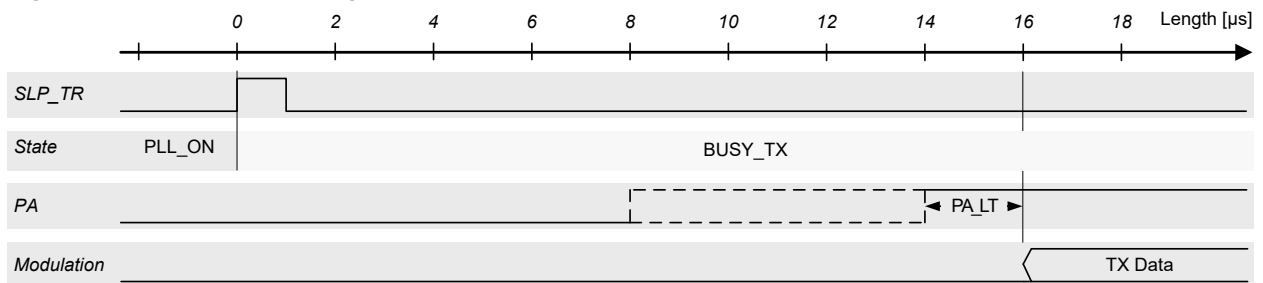 0 2 4 6 8 10 12 14 16 18 Length [µs]
SLP_TR
State PLL_ON BUSY_TX
PA PA_LT
Modulation TX Data